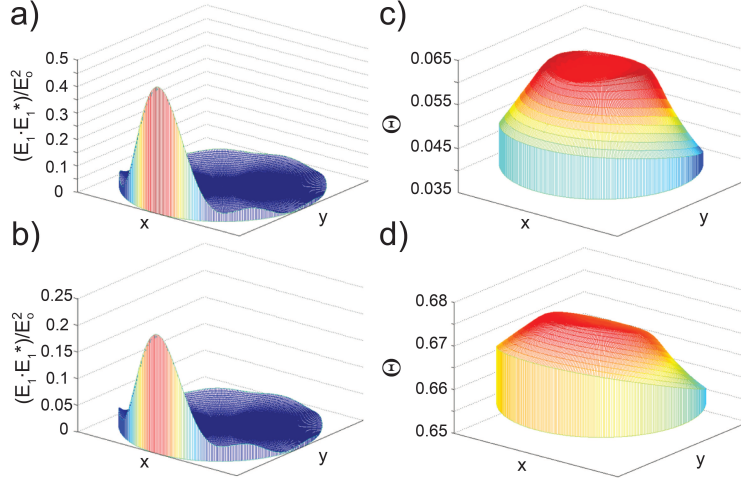 a)
(E₁·E₁*)/E₀²
0.5
0.4
0.3
0.2
0.1
0
x
y
c)
Θ
0.065
0.055
0.045
0.035
x
y
b)
(E₁·E₁*)/E₀²
0.25
0.2
0.15
0.1
0.05
0
x
y
d)
Θ
0.68
0.67
0.66
0.65
x
y